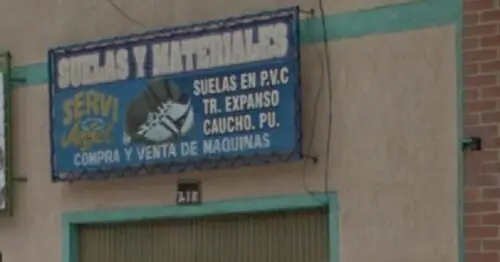 SUELAS Y MATERIALES
SERVI
SUELAS EN P.V.C
TR. EXPANSO
CAUCHO. PU.
COMPRA Y VENTA DE MAQUINAS